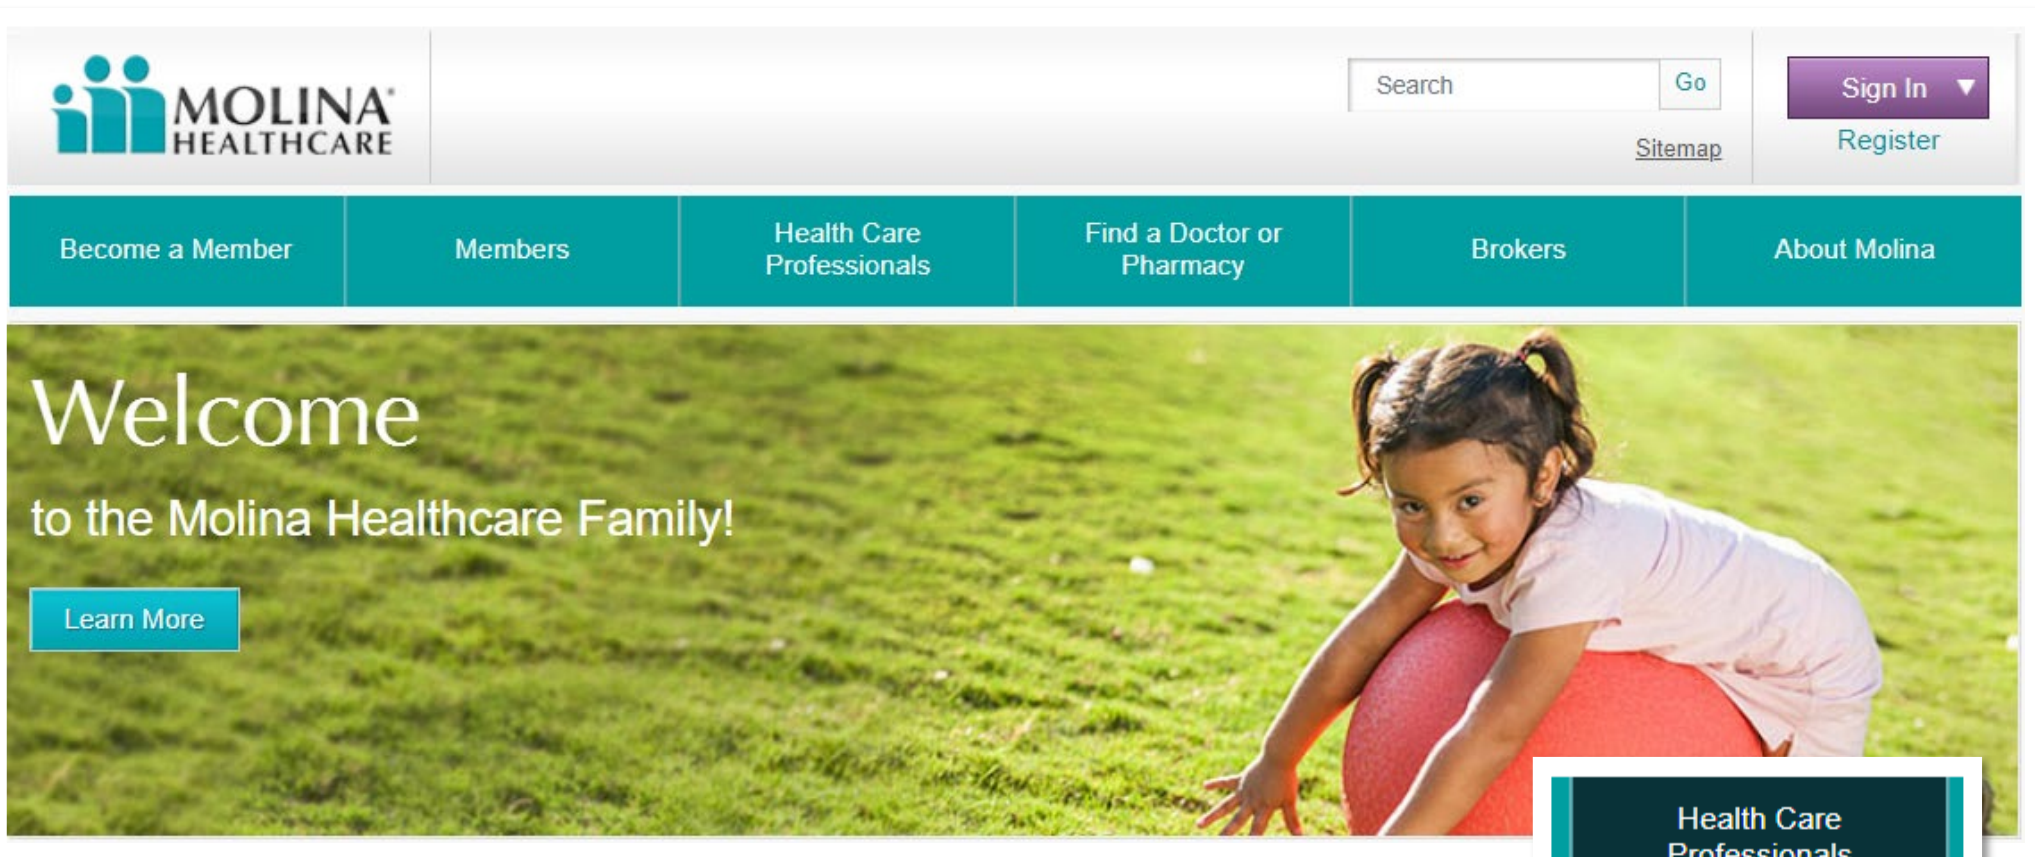 MOLINA
HEALTHCARE
Search
Go
Sitemap
Sign In
Register
Become a Member
Members
Health Care
Professionals
Find a Doctor or
Pharmacy
Brokers
About Molina
Welcome
to the Molina Healthcare Family!
Learn More
Health Care
Professionals